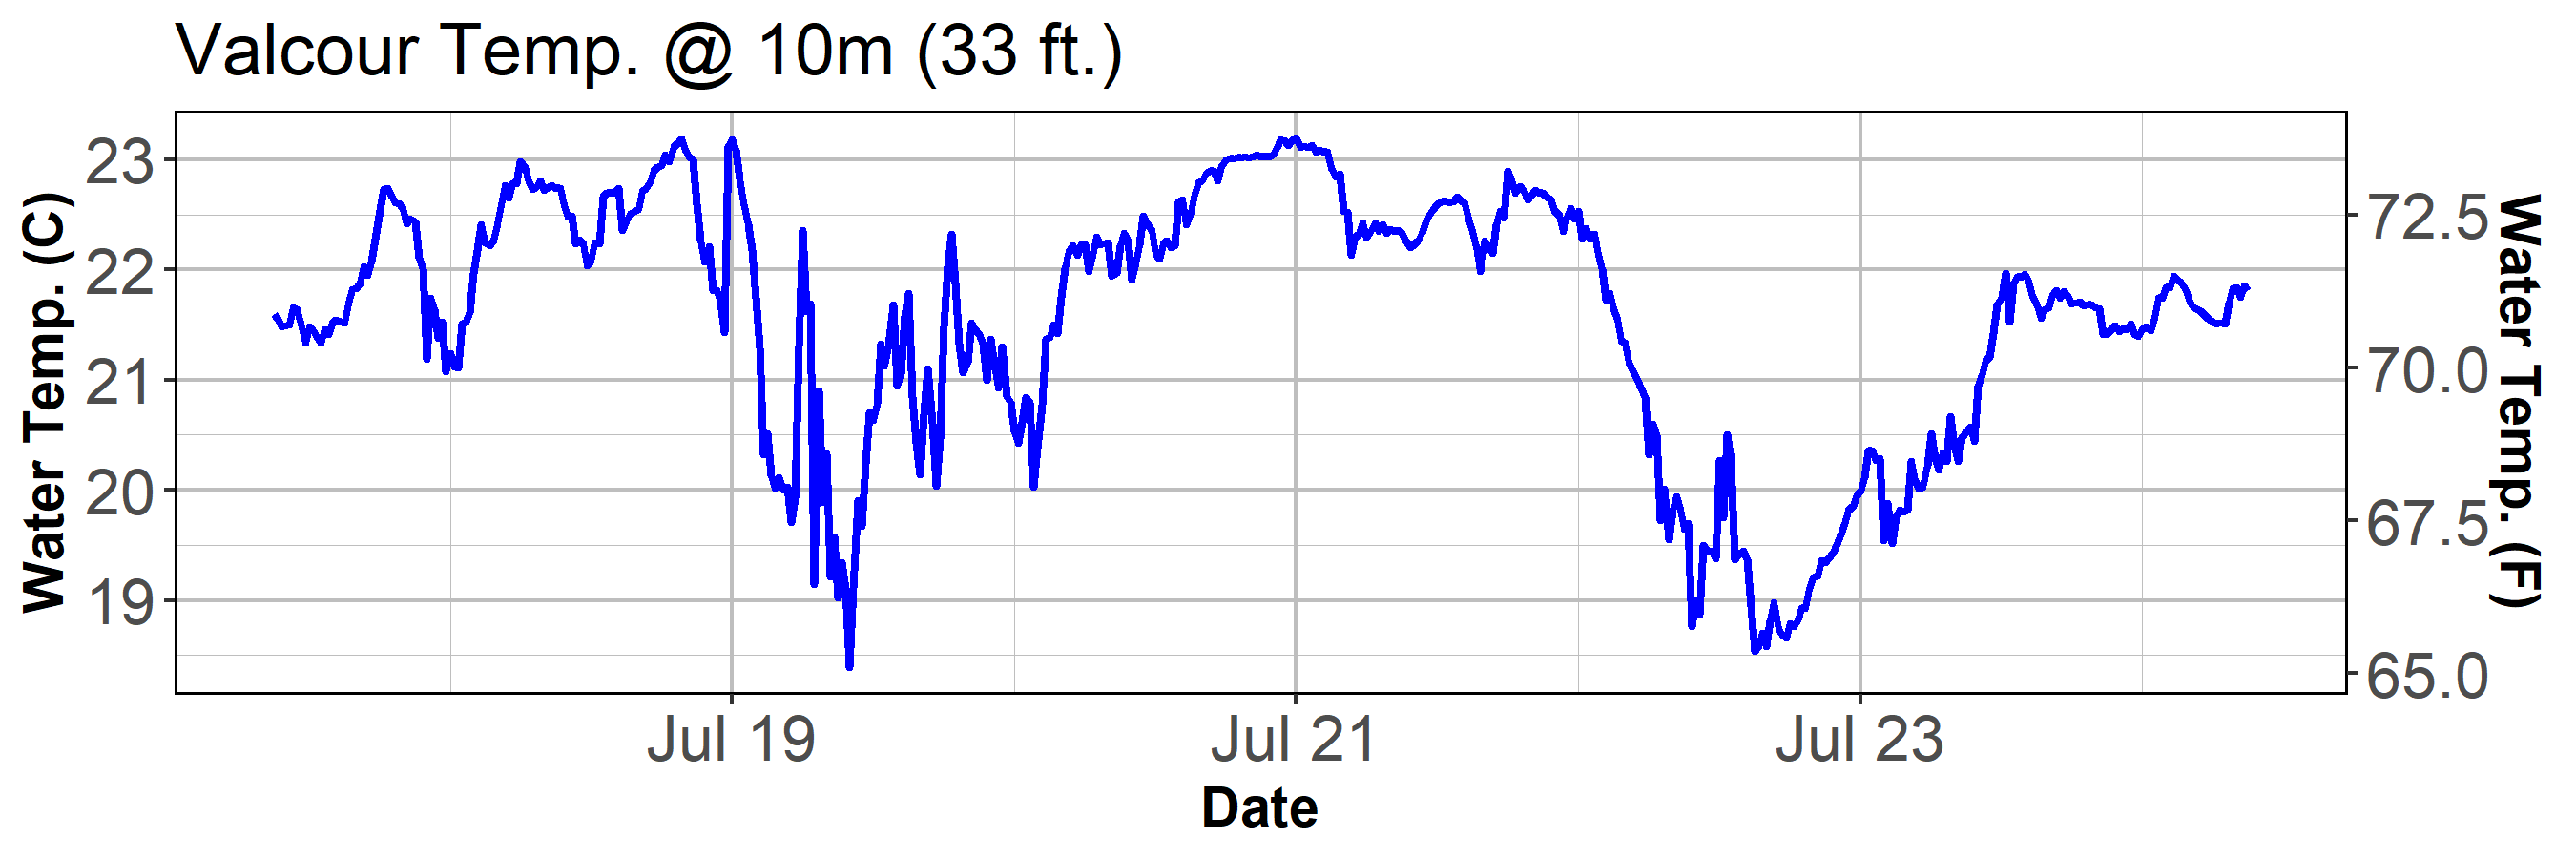 Valcour Temp. @ 10m (33 ft.)
Water Temp. (C)
23
22
21
20
19
72.5
70.0
67.5
65.0
Water Temp. (F)
Jul 19
Jul 21
Jul 23
Date